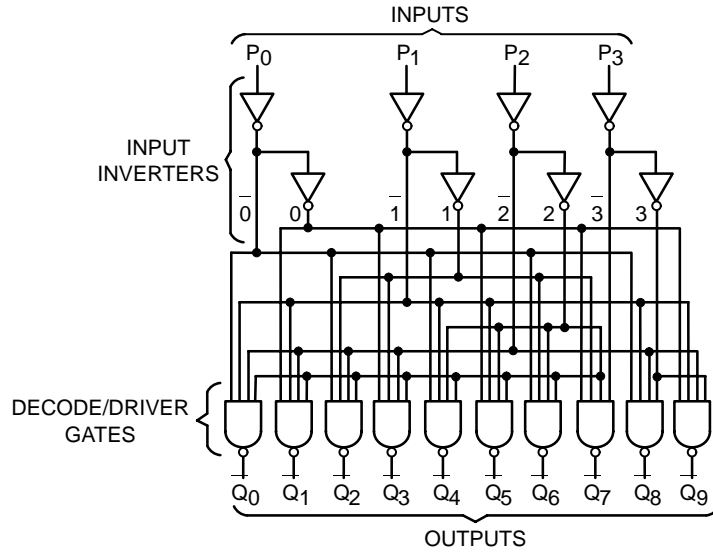 INPUTS
P0 P1 P2 P3
INPUT
INVERTERS
0̅ 0 1̅ 1 2̅ 2 3̅ 3
DECODE/DRIVER
GATES
Q̅0 Q̅1 Q̅2 Q̅3 Q̅4 Q̅5 Q̅6 Q̅7 Q̅8 Q̅9
OUTPUTS